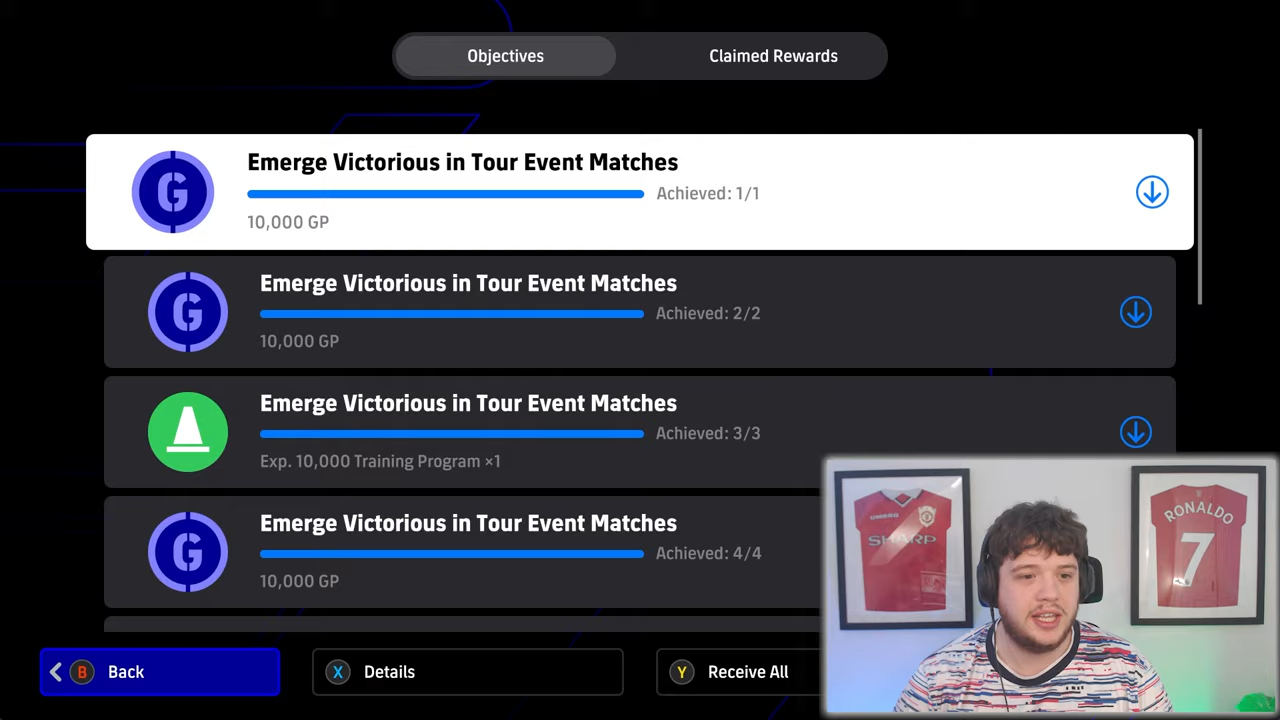 Objectives
Claimed Rewards
G
Emerge Victorious in Tour Event Matches
Achieved: 1/1
10,000 GP
G
Emerge Victorious in Tour Event Matches
Achieved: 2/2
10,000 GP
Emerge Victorious in Tour Event Matches
Achieved: 3/3
Exp. 10,000 Training Program ×1
G
Emerge Victorious in Tour Event Matches
Achieved: 4/4
10,000 GP
UMBRO
SHARP
RONALDO
7
B Back
X Details
Y Receive All